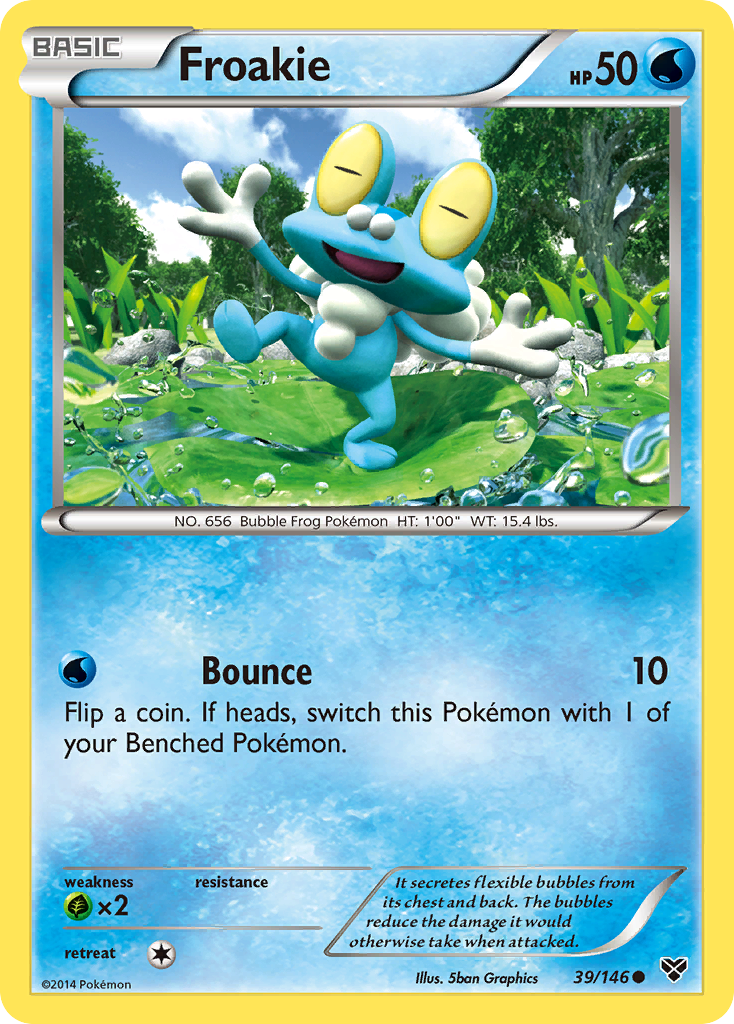 BASIC
Froakie
HP 50
NO. 656 Bubble Frog Pokémon HT: 1'00" WT: 15.4 lbs.
Bounce 10
Flip a coin. If heads, switch this Pokémon with 1 of
your Benched Pokémon.
weakness resistance
×2
retreat
It secretes flexible bubbles from
its chest and back. The bubbles
reduce the damage it would
otherwise take when attacked.
©2014 Pokémon
Illus. 5ban Graphics
39/146